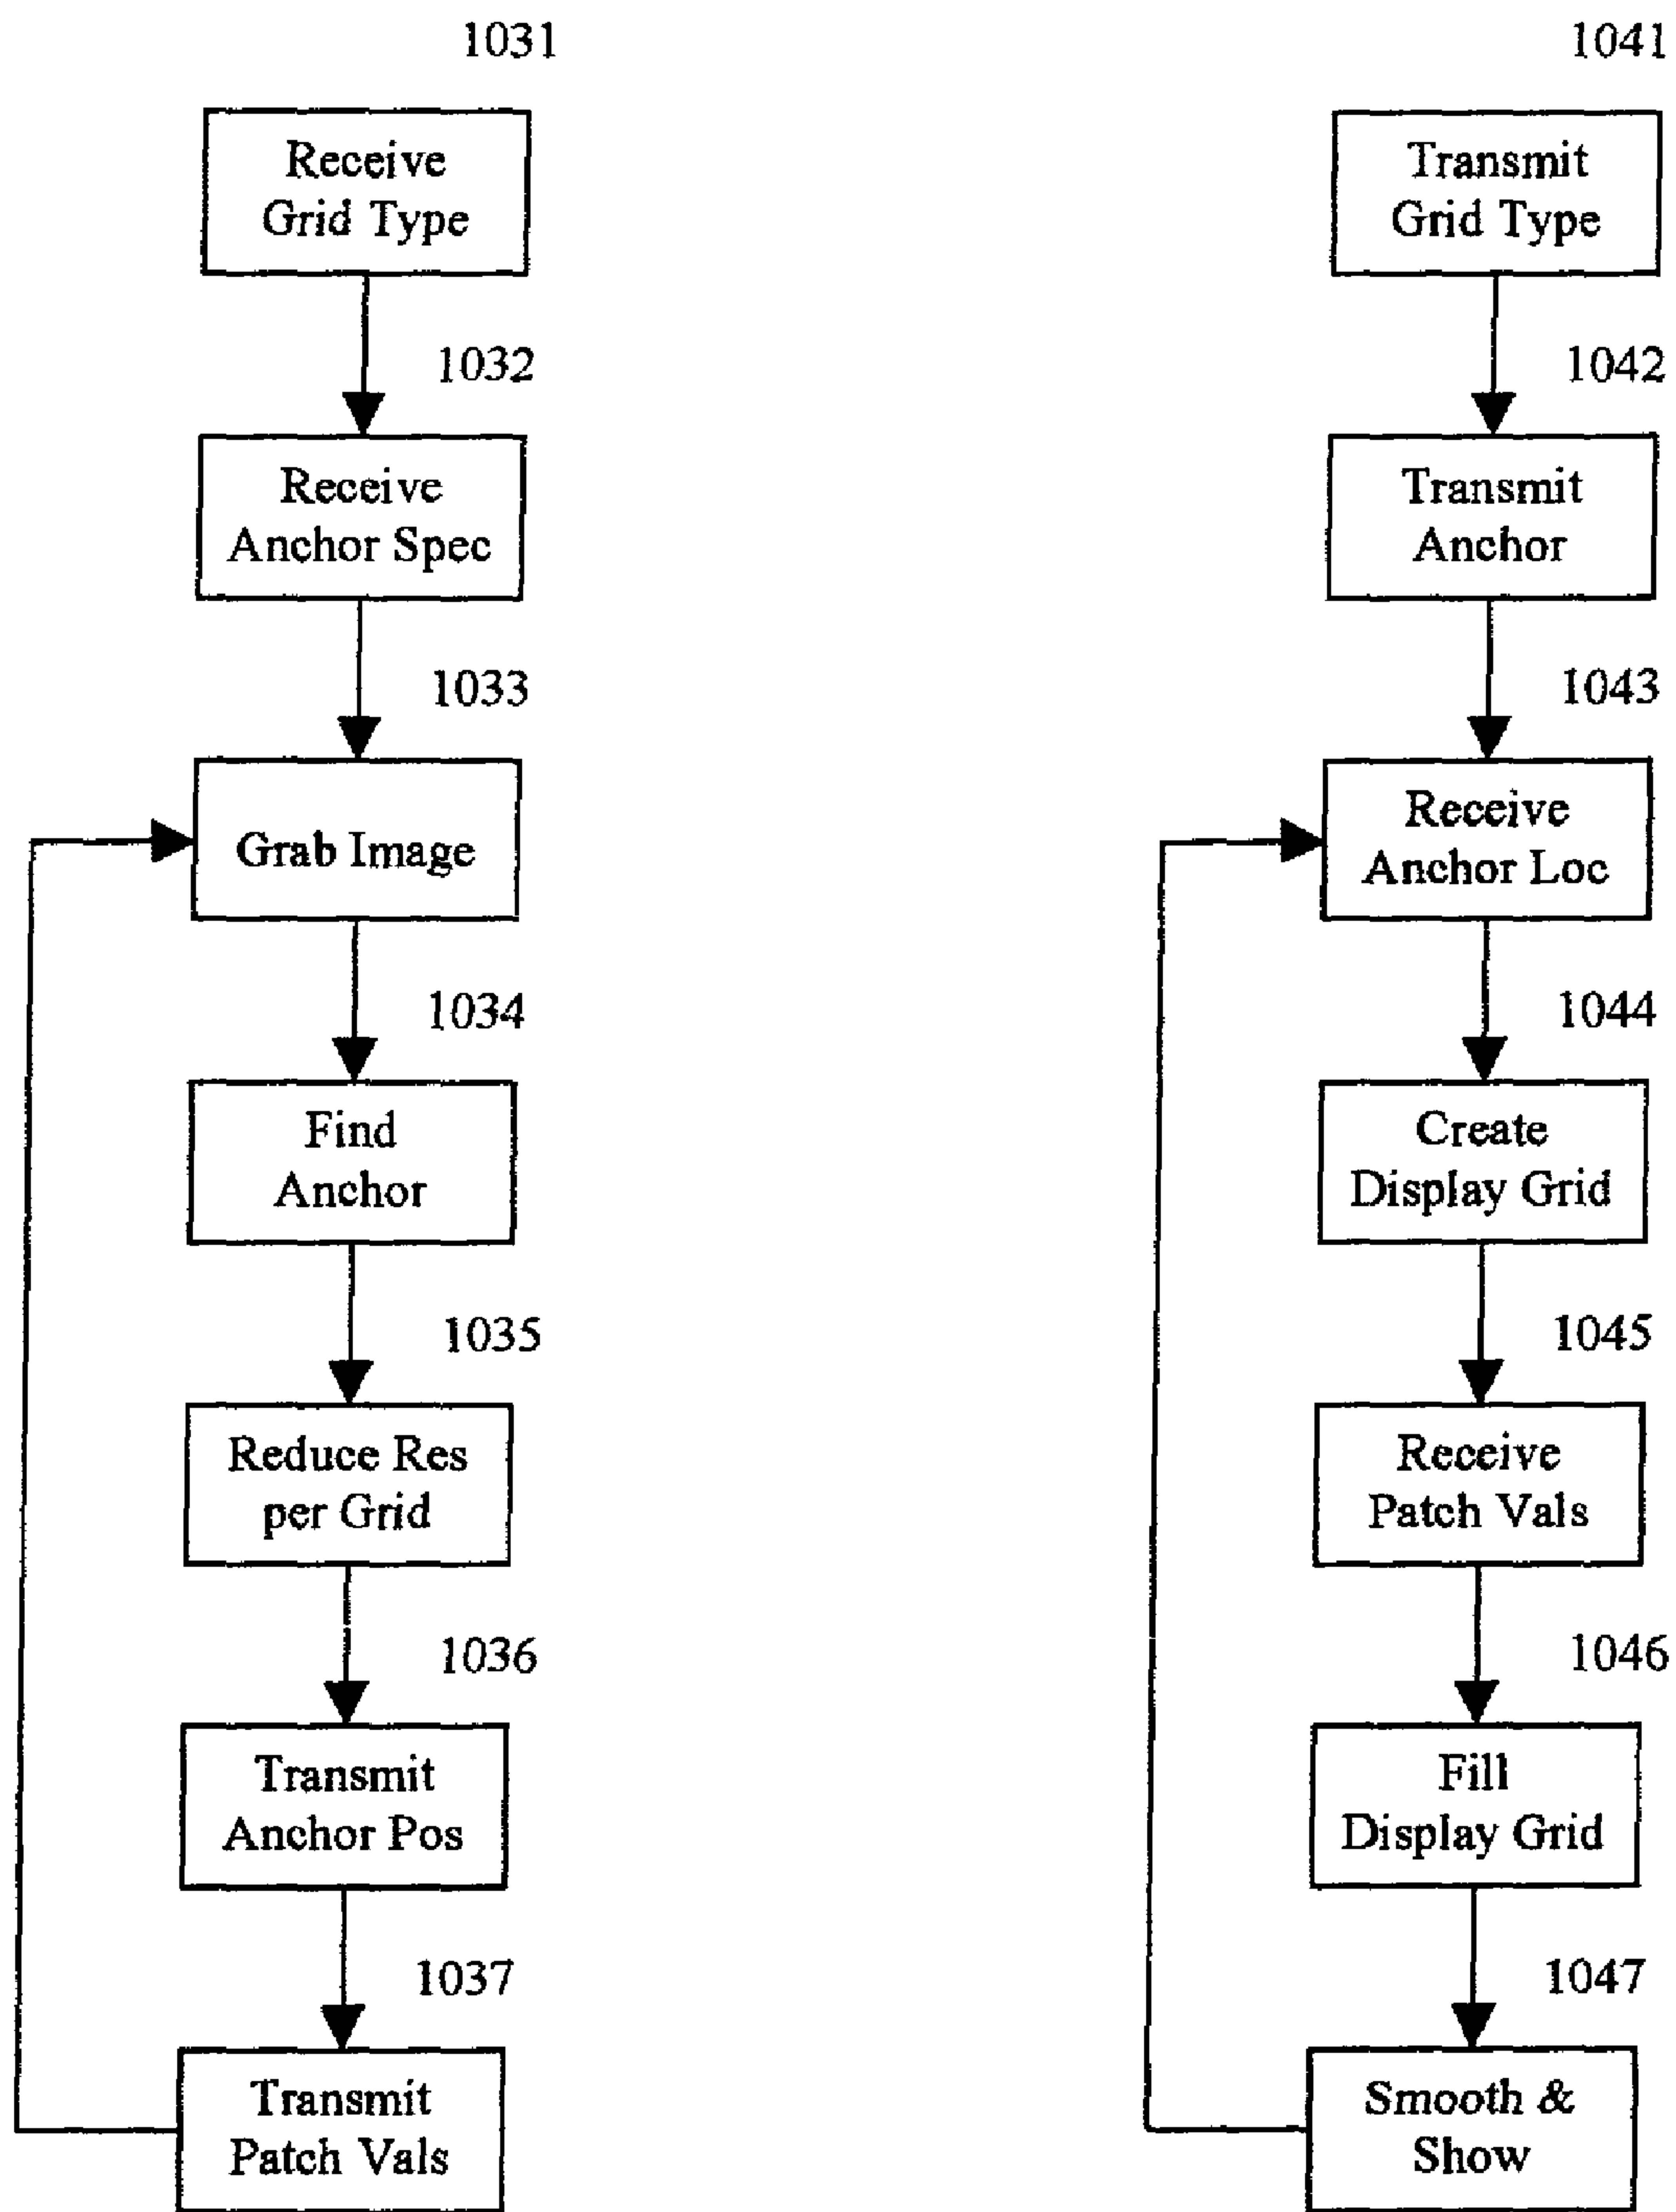 1031
Receive
Grid Type
1032
Receive
Anchor Spec
1033
Grab Image
1034
Find
Anchor
1035
Reduce Res
per Grid
1036
Transmit
Anchor Pos
1037
Transmit
Patch Vals
1041
Transmit
Grid Type
1042
Transmit
Anchor
1043
Receive
Anchor Loc
1044
Create
Display Grid
1045
Receive
Patch Vals
1046
Fill
Display Grid
1047
Smooth &
Show